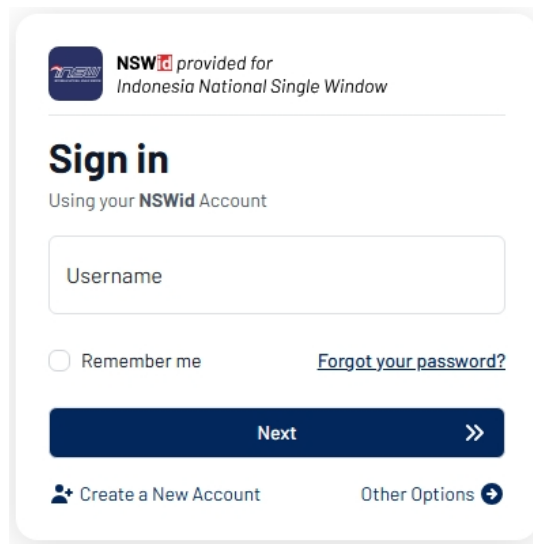 NSWid provided for
Indonesia National Single Window
Sign in
Using your NSWid Account
Username
Remember me
Forgot your password?
Next
Create a New Account
Other Options